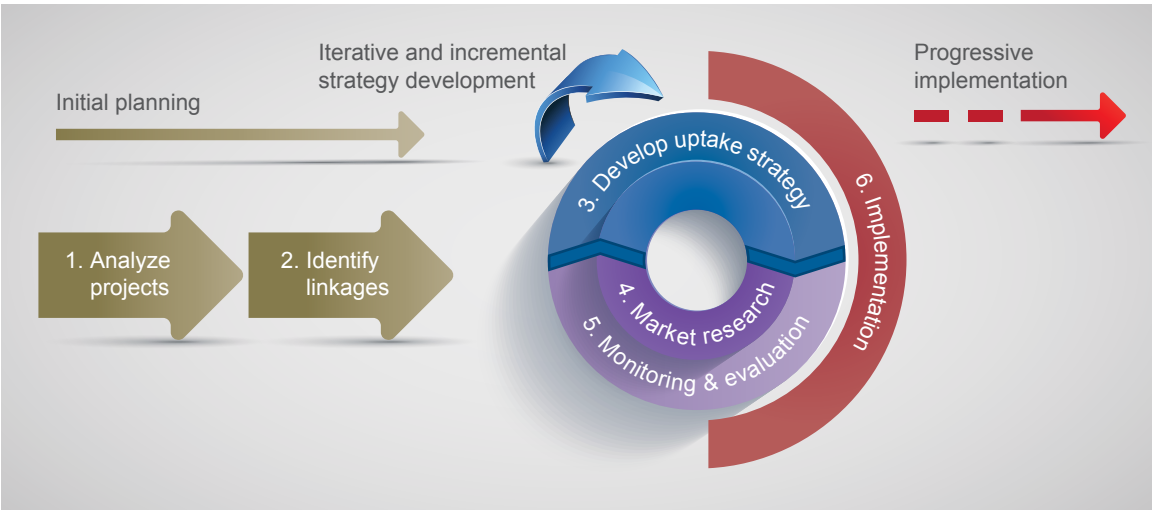 Initial planning
Iterative and incremental
strategy development
Progressive
implementation
1. Analyze
projects
2. Identify
linkages
3. Develop uptake strategy
4. Market research
5. Monitoring & evaluation
6. Implementation